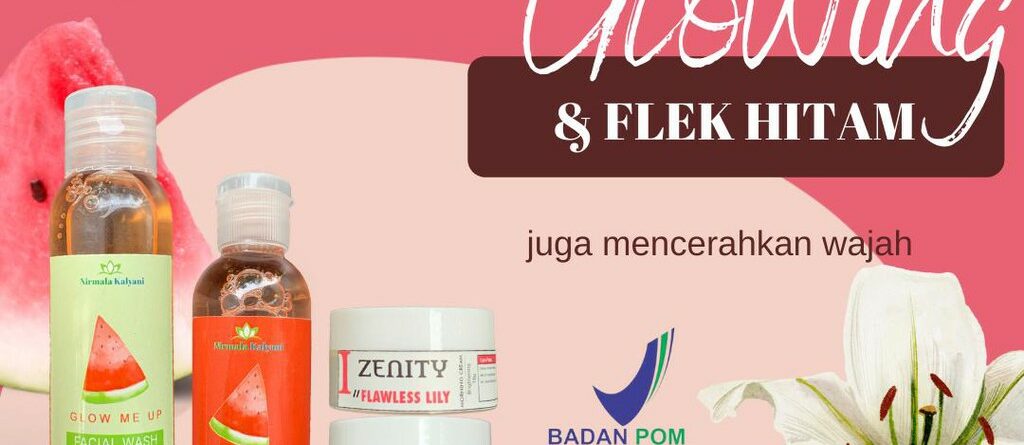 Glowing
& FLEK HITAM
juga mencerahkan wajah
Nirmala Kalyani
GLOW ME UP
FACIAL WASH
Nirmala Kalyani
I ZENITY
// FLAWLESS LILY
BADAN POM